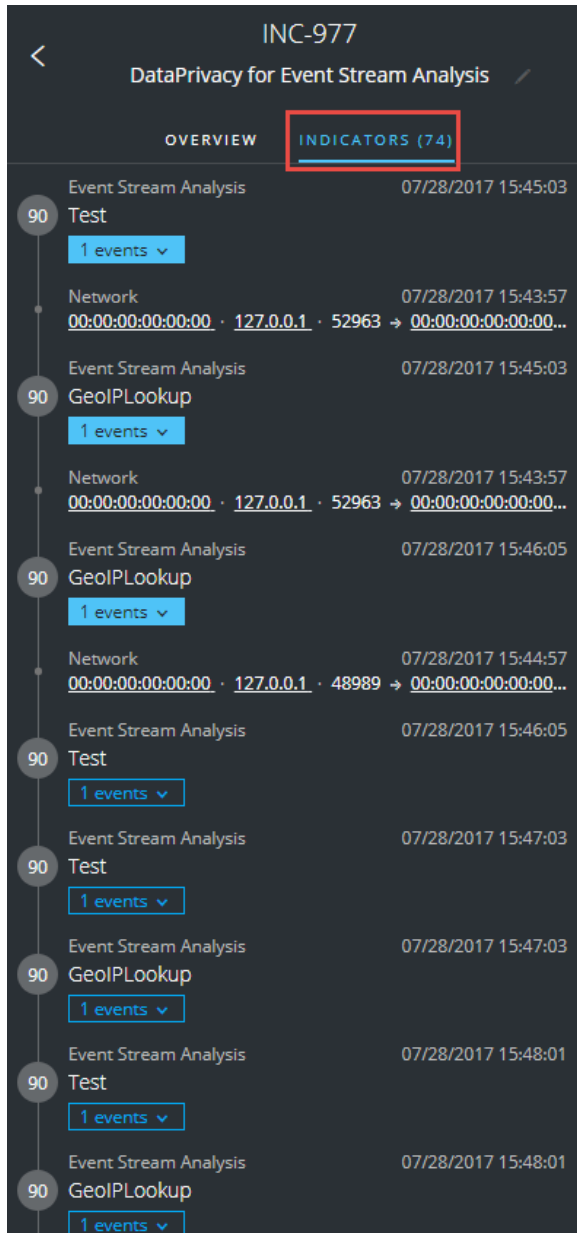 INC-977
DataPrivacy for Event Stream Analysis
OVERVIEW INDICATORS (74)
Event Stream Analysis 07/28/2017 15:45:03
90 Test
1 events
Network 07/28/2017 15:43:57
00:00:00:00:00:00 · 127.0.0.1 · 52963 → 00:00:00:00:00:00...
Event Stream Analysis 07/28/2017 15:45:03
90 GeoIPLookup
1 events
Network 07/28/2017 15:43:57
00:00:00:00:00:00 · 127.0.0.1 · 52963 → 00:00:00:00:00:00...
Event Stream Analysis 07/28/2017 15:46:05
90 GeoIPLookup
1 events
Network 07/28/2017 15:44:57
00:00:00:00:00:00 · 127.0.0.1 · 48989 → 00:00:00:00:00:00...
Event Stream Analysis 07/28/2017 15:46:05
90 Test
1 events
Event Stream Analysis 07/28/2017 15:47:03
90 Test
1 events
Event Stream Analysis 07/28/2017 15:47:03
90 GeoIPLookup
1 events
Event Stream Analysis 07/28/2017 15:48:01
90 Test
1 events
Event Stream Analysis 07/28/2017 15:48:01
90 GeoIPLookup
1 events